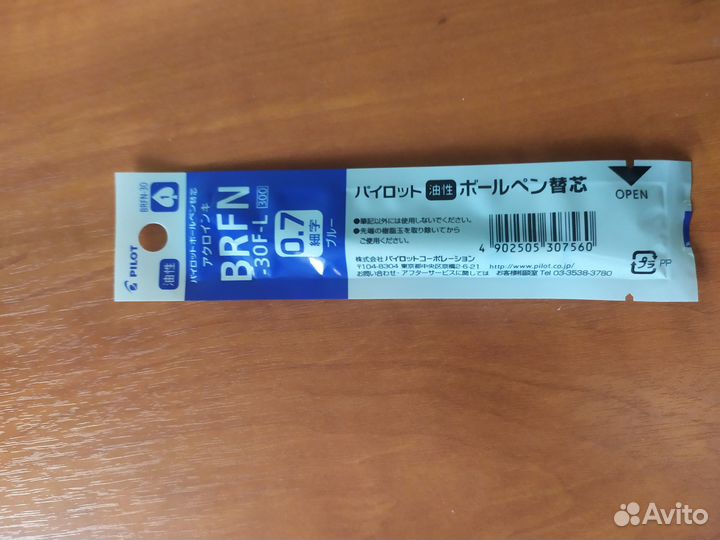 PILOT
BRFN-30
油性
パイロット ボールペン替芯
アクロインキ
BRFN
-30F-L
300
0.7
細字
ブルー
パイロット 油性 ボールペン替芯
●筆記以外には使用しないでください。
●先端の樹脂玉を取り除いてから
ご使用ください。
4 902505 307560
株式会社 パイロットコーポレーション
〒104-8304 東京都中央区京橋2-6-21 http://www.pilot.co.jp/
お問い合わせ・アフターサービスに関しては お客様相談室 Tel 03-3538-3780
OPEN
プラ
PP
Avito